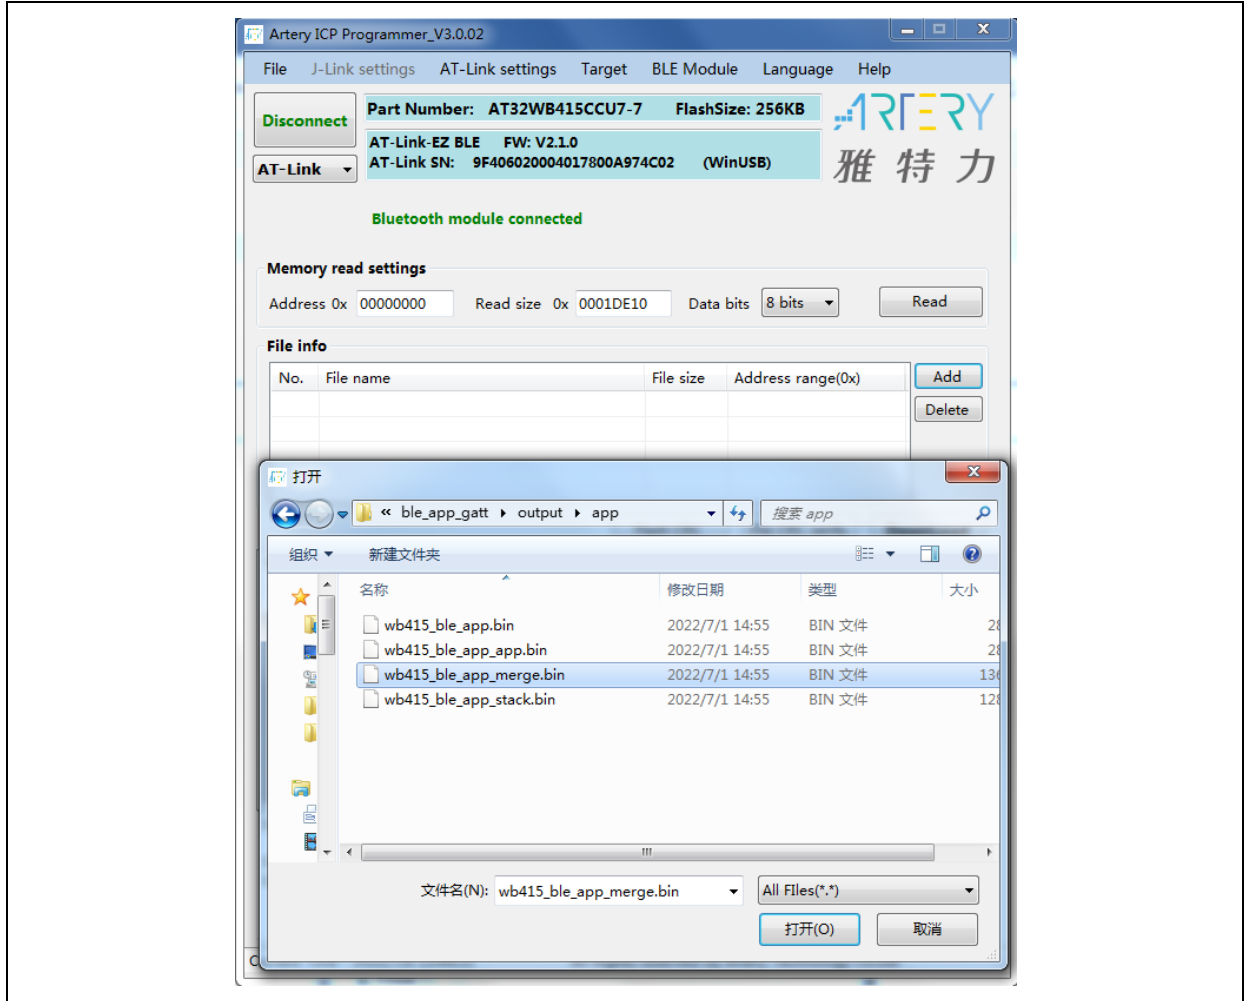 Artery ICP Programmer_V3.0.02
File J-Link settings AT-Link settings Target BLE Module Language Help
Disconnect
Part Number: AT32WB415CCU7-7 FlashSize: 256KB
AT-Link-EZ BLE FW: V2.1.0
AT-Link
AT-Link SN: 9F406020004017800A974C02 (WinUSB)
ARTERY
雅特力
Bluetooth module connected
Memory read settings
Address 0x 00000000 Read size 0x 0001DE10 Data bits 8 bits Read
File info
No. File name File size Address range(0x) Add
Delete
打开
« ble_app_gatt output app 搜索 app
组织 新建文件夹
名称 修改日期 类型 大小
wb415_ble_app.bin 2022/7/1 14:55 BIN 文件 28
wb415_ble_app_app.bin 2022/7/1 14:55 BIN 文件 28
wb415_ble_app_merge.bin 2022/7/1 14:55 BIN 文件 136
wb415_ble_app_stack.bin 2022/7/1 14:55 BIN 文件 128
文件名(N): wb415_ble_app_merge.bin All FIles(*.*)
打开(O) 取消